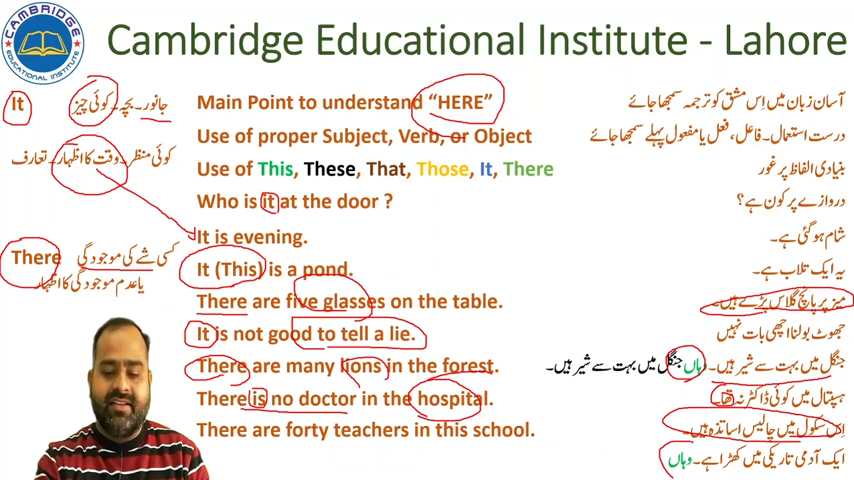 CAMBRIDGE
EDUCATIONAL INSTITUTE
Cambridge Educational Institute - Lahore
It
جانور۔ بچہ۔ کوئی چیز
کوئی منظر۔ وقت کا اظہار۔ تعارف
There
کسی شے کی موجودگی
یا عدم موجودگی کا اظہار
Main Point to understand “HERE”
آسان زبان میں اِس مشق کو ترجمہ سمجھا جائے
Use of proper Subject, Verb, or Object
درست استعمال۔ فاعل، فعل یا مفعول پہلے سمجھا جائے
Use of This, These, That, Those, It, There
بنیادی الفاظ پر غور
Who is it at the door ?
دروازے پر کون ہے؟
It is evening.
شام ہو گئی ہے۔
It (This) is a pond.
یہ ایک تلاب ہے۔
There are five glasses on the table.
میز پر پانچ گلاس پڑے ہیں۔
It is not good to tell a lie.
جھوٹ بولنا اچھی بات نہیں
There are many lions in the forest.
جنگل میں بہت سے شیر ہیں۔ وہاں جنگل میں بہت سے شیر ہیں۔
There is no doctor in the hospital.
ہسپتال میں کوئی ڈاکٹر نہ تھا۔
There are forty teachers in this school.
اِس سکول میں چالیس اساتذہ ہیں۔
ایک آدمی تاریکی میں کھڑا ہے۔ وہاں